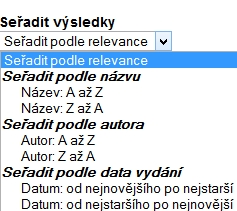 Seřadit výsledky
Seřadit podle relevance
Seřadit podle relevance
Seřadit podle názvu
Název: A až Z
Název: Z až A
Seřadit podle autora
Autor: A až Z
Autor: Z až A
Seřadit podle data vydání
Datum: od nejnovějšího po nejstarší
Datum: od nejstaršího po nejnovější